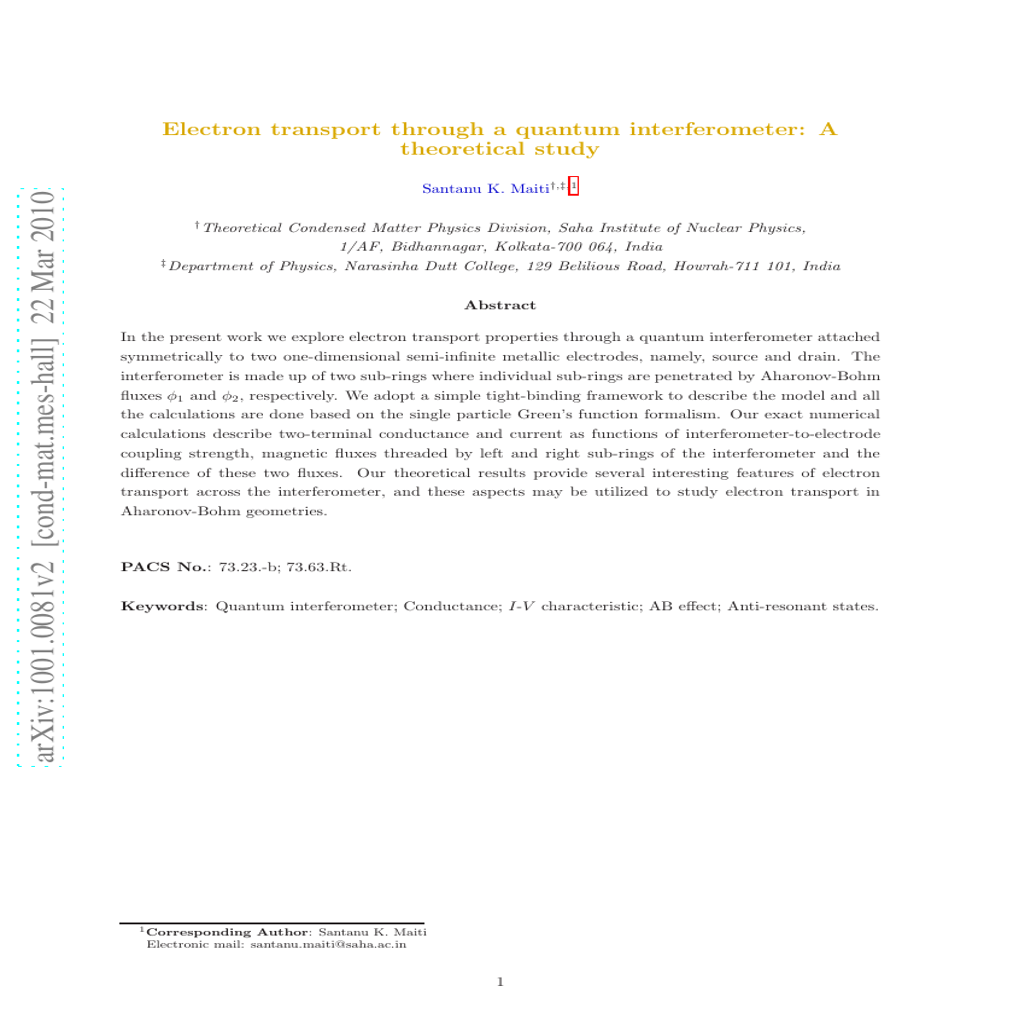 Electron transport through a quantum interferometer: A
theoretical study
Santanu K. Maiti†,‡,1
†Theoretical Condensed Matter Physics Division, Saha Institute of Nuclear Physics,
1/AF, Bidhannagar, Kolkata-700 064, India
‡Department of Physics, Narasinha Dutt College, 129 Belilious Road, Howrah-711 101, India
Abstract
In the present work we explore electron transport properties through a quantum interferometer attached
symmetrically to two one-dimensional semi-infinite metallic electrodes, namely, source and drain. The
interferometer is made up of two sub-rings where individual sub-rings are penetrated by Aharonov-Bohm
fluxes ϕ1 and ϕ2, respectively. We adopt a simple tight-binding framework to describe the model and all
the calculations are done based on the single particle Green's function formalism. Our exact numerical
calculations describe two-terminal conductance and current as functions of interferometer-to-electrode
coupling strength, magnetic fluxes threaded by left and right sub-rings of the interferometer and the
difference of these two fluxes. Our theoretical results provide several interesting features of electron
transport across the interferometer, and these aspects may be utilized to study electron transport in
Aharonov-Bohm geometries.
PACS No.: 73.23.-b; 73.63.Rt.
Keywords: Quantum interferometer; Conductance; I-V characteristic; AB effect; Anti-resonant states.
1Corresponding Author: Santanu K. Maiti
Electronic mail: santanu.maiti@saha.ac.in
1
arXiv:1001.0081v2 [cond-mat.mes-hall] 22 Mar 2010